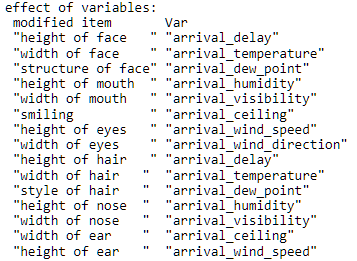 effect of variables:
modified item Var
"height of face   " "arrival_delay"
"width of face    " "arrival_temperature"
"structure of face" "arrival_dew_point"
"height of mouth  " "arrival_humidity"
"width of mouth   " "arrival_visibility"
"smiling          " "arrival_ceiling"
"height of eyes   " "arrival_wind_speed"
"width of eyes    " "arrival_wind_direction"
"height of hair   " "arrival_delay"
"width of hair   "  "arrival_temperature"
"style of hair   "  "arrival_dew_point"
"height of nose  "  "arrival_humidity"
"width of nose   "  "arrival_visibility"
"width of ear    "  "arrival_ceiling"
"height of ear   "  "arrival_wind_speed"